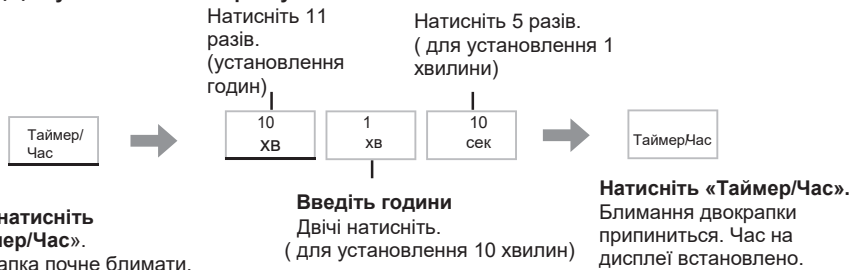 Натисніть 11
разів.
(установлення
годин)
Натисніть 5 разів.
( для установлення 1
хвилини)
Таймер/
Час
10
хв
1
хв
10
сек
Таймер/Час
Введіть години
Двічі натисніть.
( для установлення 10 хвилин)
натисніть
мер/Час».
апка почне блимати.
Натисніть «Таймер/Час».
Блимання двокрапки
припиниться. Час на
дисплеї встановлено.